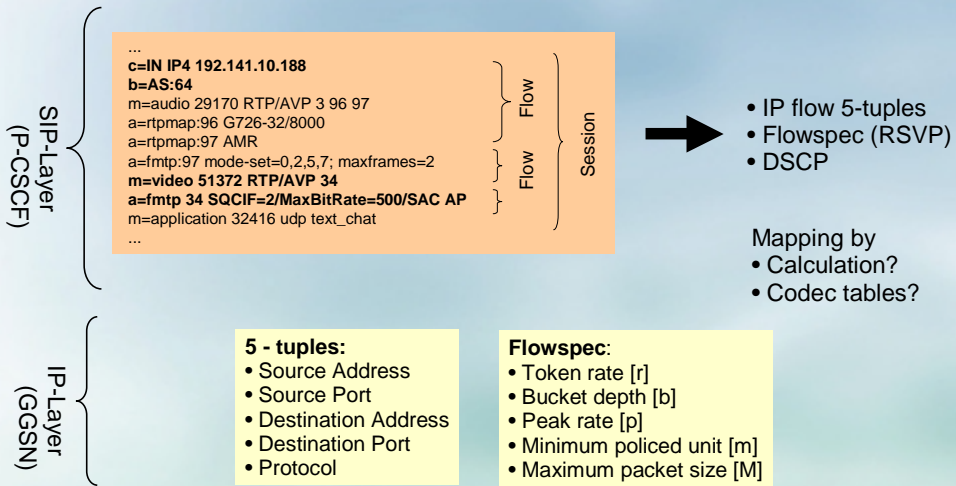 SIP-Layer
(P-CSCF)
...
c=IN IP4 192.141.10.188
b=AS:64
m=audio 29170 RTP/AVP 3 96 97
a=rtpmap:96 G726-32/8000
a=rtpmap:97 AMR
a=fmtp:97 mode-set=0,2,5,7; maxframes=2
m=video 51372 RTP/AVP 34
a=fmtp 34 SQCIF=2/MaxBitRate=500/SAC AP
m=application 32416 udp text_chat
...
Flow
Flow
Session
• IP flow 5-tuples
• Flowspec (RSVP)
• DSCP
Mapping by
• Calculation?
• Codec tables?
IP-Layer
(GGSN)
5 - tuples:
• Source Address
• Source Port
• Destination Address
• Destination Port
• Protocol
Flowspec:
• Token rate [r]
• Bucket depth [b]
• Peak rate [p]
• Minimum policed unit [m]
• Maximum packet size [M]